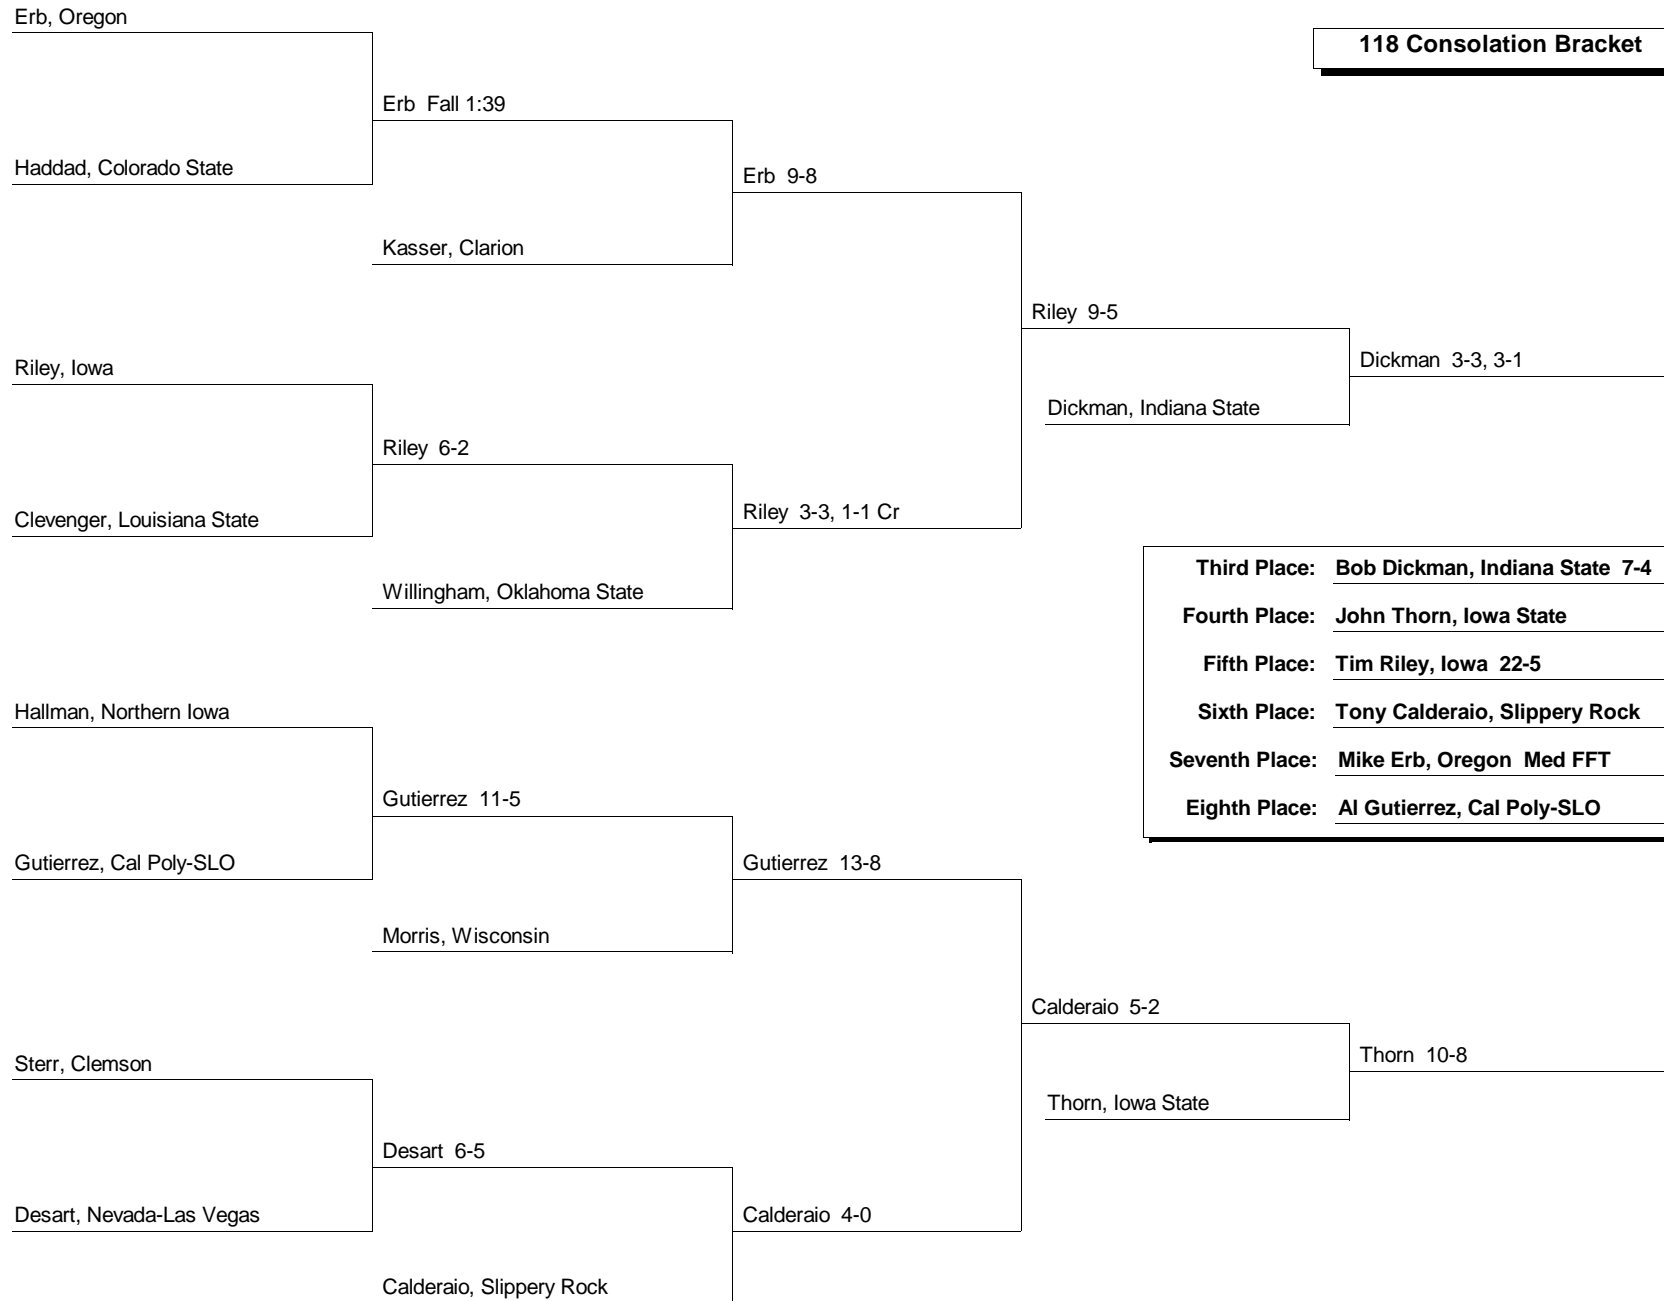 Erb, Oregon
118 Consolation Bracket
Erb Fall 1:39
Haddad, Colorado State
Erb 9-8
Kasser, Clarion
Riley 9-5
Riley, Iowa
Dickman 3-3, 3-1
Dickman, Indiana State
Riley 6-2
Clevenger, Louisiana State
Riley 3-3, 1-1 Cr
Willingham, Oklahoma State
Third Place: Bob Dickman, Indiana State 7-4
Fourth Place: John Thorn, Iowa State
Fifth Place: Tim Riley, Iowa 22-5
Sixth Place: Tony Calderaio, Slippery Rock
Seventh Place: Mike Erb, Oregon Med FFT
Eighth Place: Al Gutierrez, Cal Poly-SLO
Hallman, Northern Iowa
Gutierrez 11-5
Gutierrez, Cal Poly-SLO
Gutierrez 13-8
Morris, Wisconsin
Calderaio 5-2
Sterr, Clemson
Thorn 10-8
Thorn, Iowa State
Desart 6-5
Desart, Nevada-Las Vegas
Calderaio 4-0
Calderaio, Slippery Rock